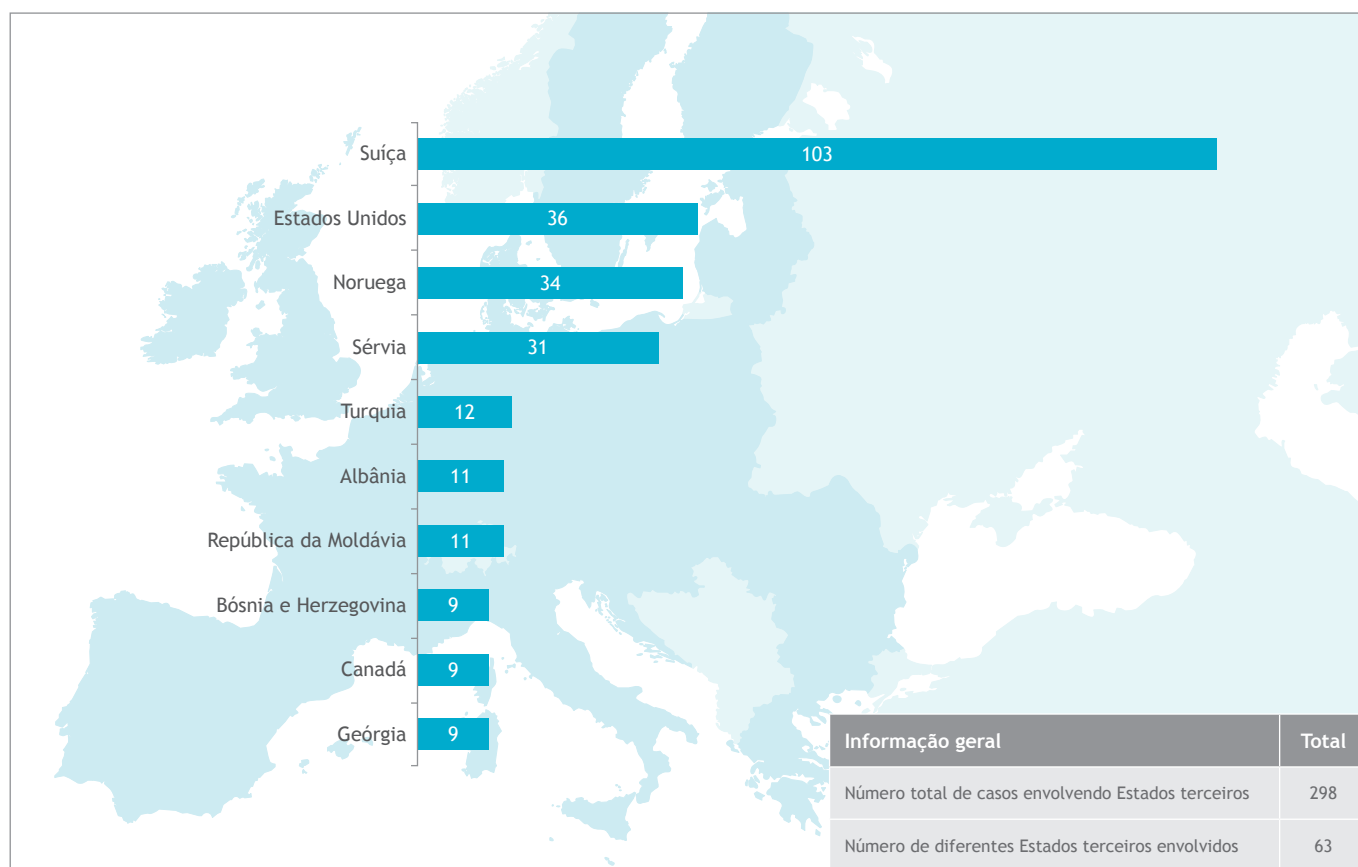 Suíça 103
Estados Unidos 36
Noruega 34
Sérvia 31
Turquia 12
Albânia 11
República da Moldávia 11
Bósnia e Herzegovina 9
Canadá 9
Geórgia 9
Informação geral Total
Número total de casos envolvendo Estados terceiros 298
Número de diferentes Estados terceiros envolvidos 63